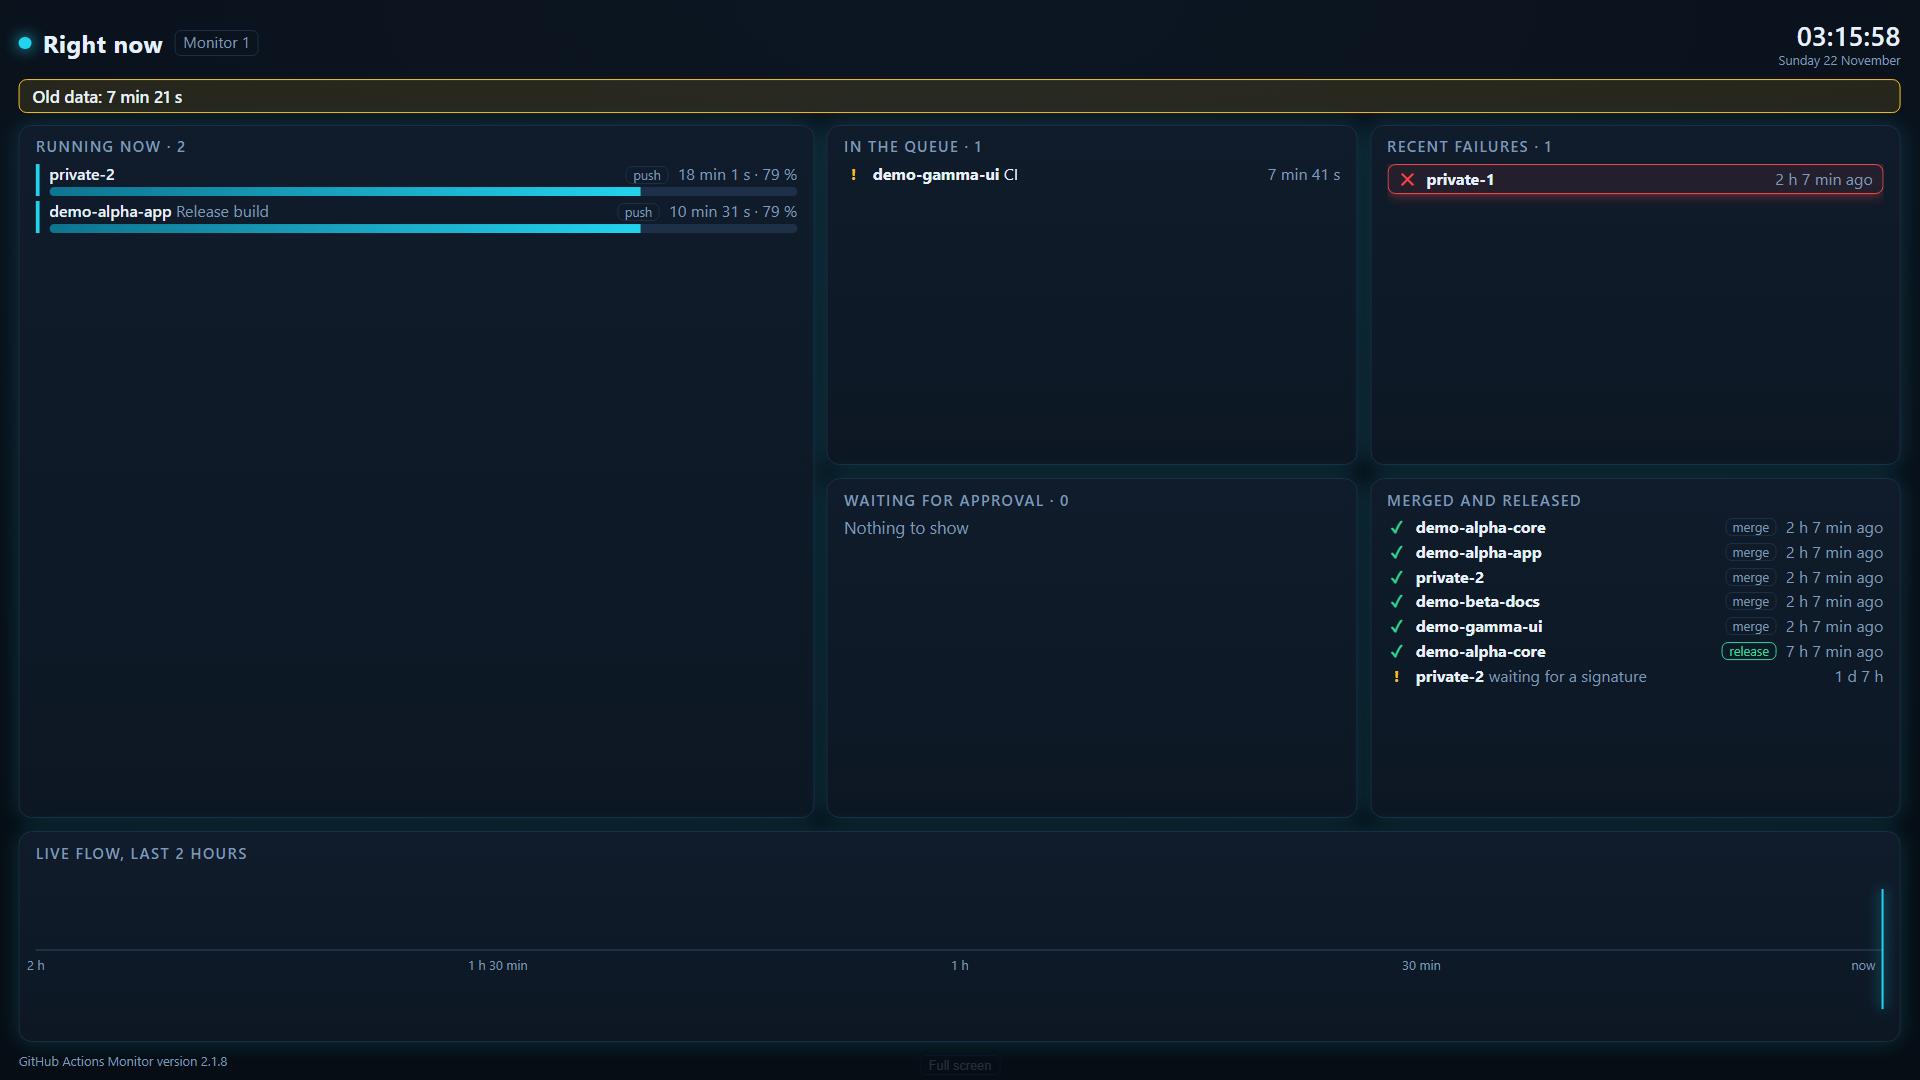 Right now
Monitor 1
03:15:58
Sunday 22 November
Old data: 7 min 21 s
RUNNING NOW · 2
private-2 push 18 min 1 s · 79 %
demo-alpha-app Release build push 10 min 31 s · 79 %
IN THE QUEUE · 1
! demo-gamma-ui CI 7 min 41 s
RECENT FAILURES · 1
private-1 2 h 7 min ago
WAITING FOR APPROVAL · 0
Nothing to show
MERGED AND RELEASED
demo-alpha-core merge 2 h 7 min ago
demo-alpha-app merge 2 h 7 min ago
private-2 merge 2 h 7 min ago
demo-beta-docs merge 2 h 7 min ago
demo-gamma-ui merge 2 h 7 min ago
demo-alpha-core release 7 h 7 min ago
! private-2 waiting for a signature 1 d 7 h
LIVE FLOW, LAST 2 HOURS
2 h 1 h 30 min 1 h 30 min now
GitHub Actions Monitor version 2.1.8
Full screen